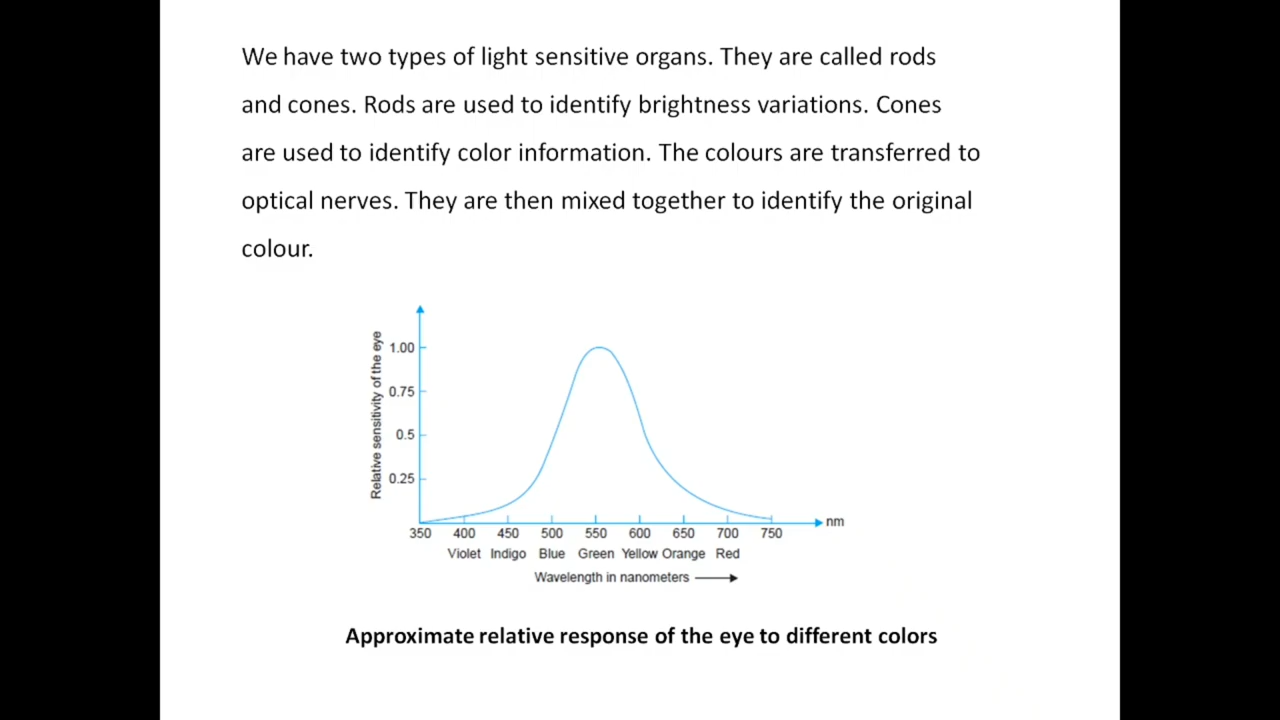 We have two types of light sensitive organs. They are called rods
and cones. Rods are used to identify brightness variations. Cones
are used to identify color information. The colours are transferred to
optical nerves. They are then mixed together to identify the original
colour.
Relative sensitivity of the eye
1.00
0.75
0.5
0.25
350 400 450 500 550 600 650 700 750 nm
Violet Indigo Blue Green Yellow Orange Red
Wavelength in nanometers
Approximate relative response of the eye to different colors